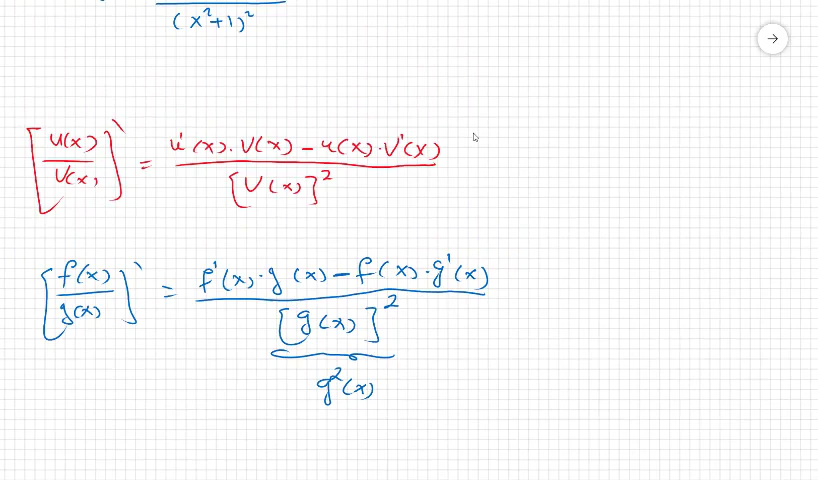 (x²+1)²
[u(x)/v(x)]' = u'(x)·v(x) − u(x)·v'(x) / [v(x)]²
[f(x)/g(x)]' = f'(x)·g(x) − f(x)·g'(x) / [g(x)]²
g²(x)